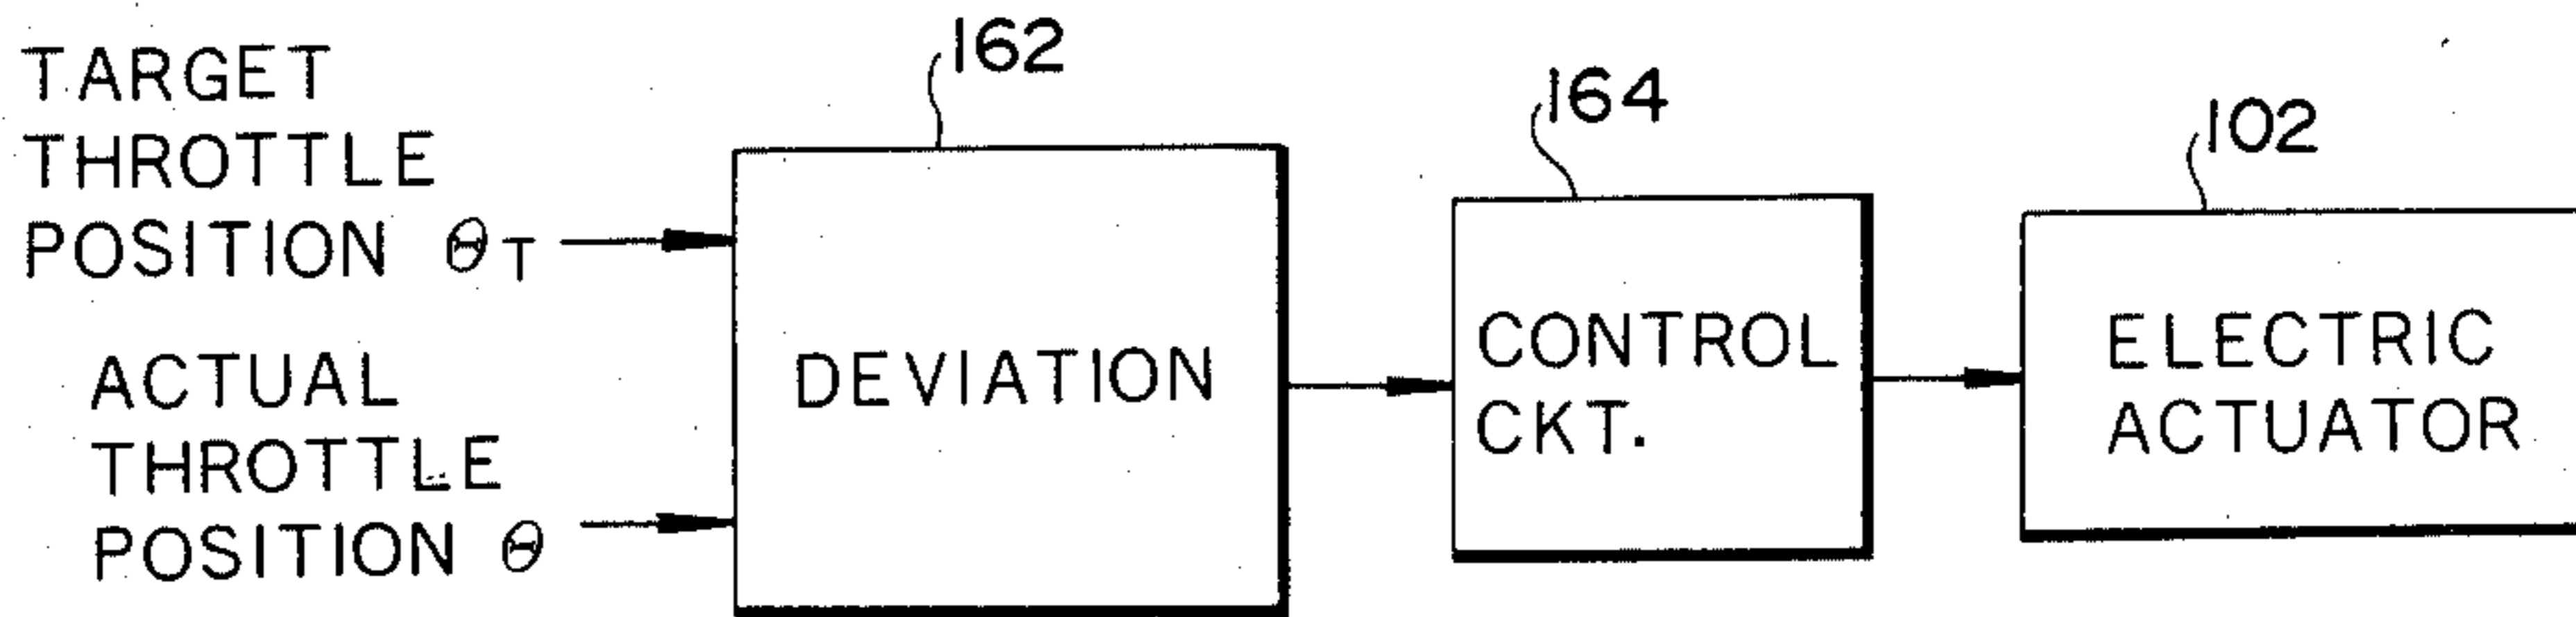 162
164
102
TARGET
THROTTLE
POSITION θT
ACTUAL
THROTTLE
POSITION θ
DEVIATION
CONTROL
CKT.
ELECTRIC
ACTUATOR